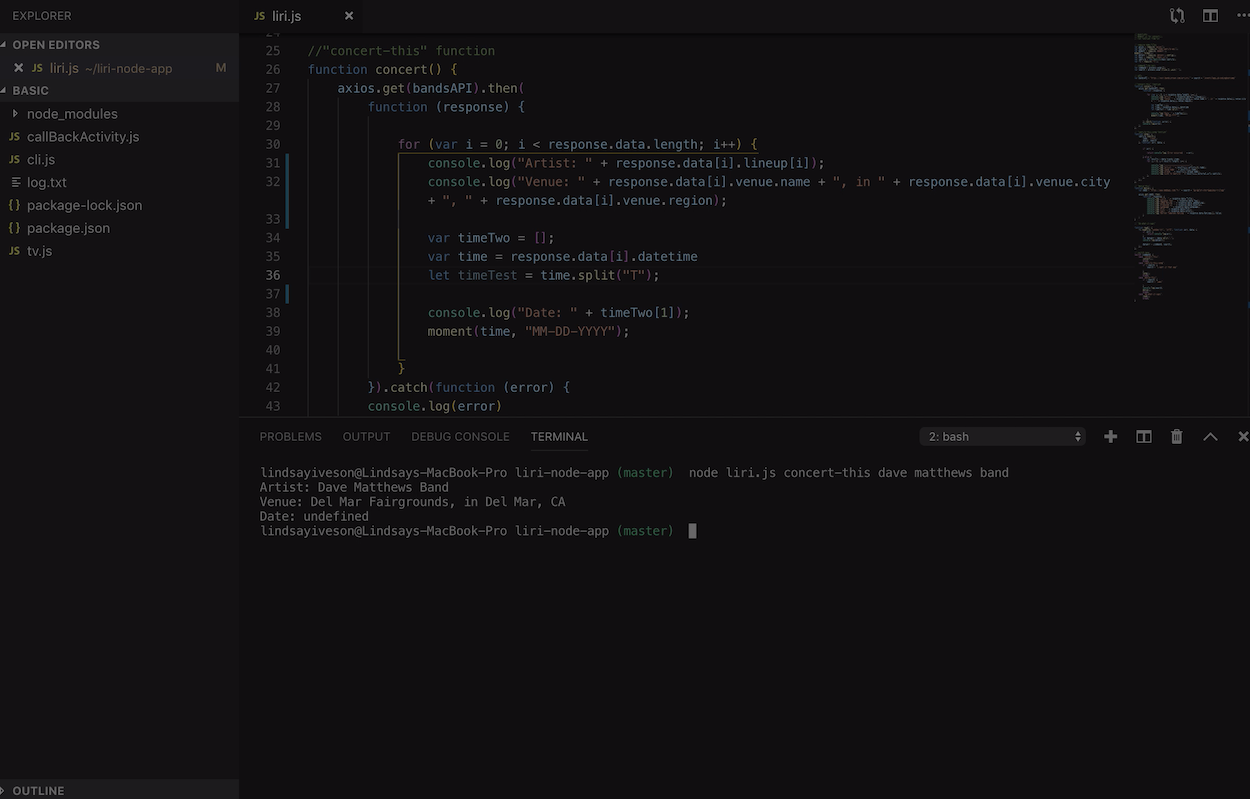 EXPLORER
OPEN EDITORS
JS liri.js ~/liri-node-app M
BASIC
node_modules
JS callBackActivity.js
JS cli.js
log.txt
{} package-lock.json
{} package.json
JS tv.js
OUTLINE
JS liri.js
24
25 //"concert-this" function
26 function concert() {
27 axios.get(bandsAPI).then(
28 function (response) {
29
30 for (var i = 0; i < response.data.length; i++) {
31 console.log("Artist: " + response.data[i].lineup[i]);
32 console.log("Venue: " + response.data[i].venue.name + ", in " + response.data[i].venue.city
+ ", " + response.data[i].venue.region);
33
34 var timeTwo = [];
35 var time = response.data[i].datetime
36 let timeTest = time.split("T");
37
38 console.log("Date: " + timeTwo[1]);
39 moment(time, "MM-DD-YYYY");
40
41 }
42 }).catch(function (error) {
43 console.log(error)
PROBLEMS OUTPUT DEBUG CONSOLE TERMINAL 2: bash
lindsayiveson@Lindsays-MacBook-Pro liri-node-app (master) node liri.js concert-this dave matthews band
Artist: Dave Matthews Band
Venue: Del Mar Fairgrounds, in Del Mar, CA
Date: undefined
lindsayiveson@Lindsays-MacBook-Pro liri-node-app (master)